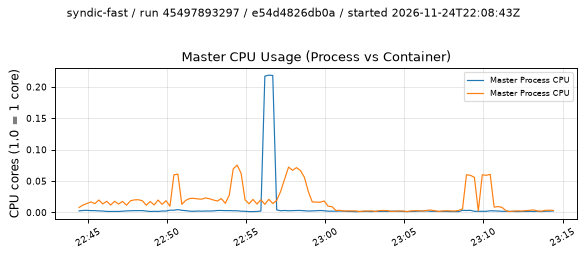 syndic-fast / run 45497893297 / e54d4826db0a / started 2026-11-24T22:08:43Z
Master CPU Usage (Process vs Container)
CPU cores (1.0 = 1 core)
0.20
0.15
0.10
0.05
0.00
Master Process CPU
Master Process CPU
22:45
22:50
22:55
23:00
23:05
23:10
23:15